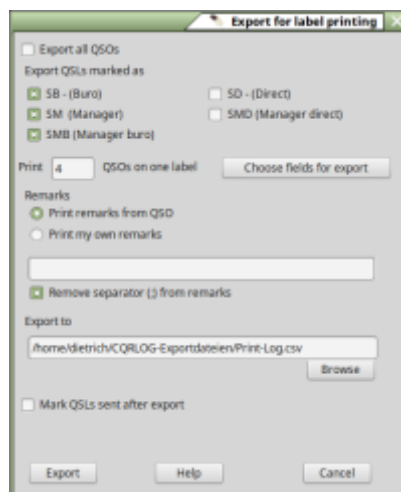 Export for label printing
Export all QSOs
Export QSLs marked as
SB - (Buro)
SD - (Direct)
SM (Manager)
SMD (Manager direct)
SMB (Manager buro)
Print 4 QSOs on one label
Choose fields for export
Remarks
Print remarks from QSO
Print my own remarks
Remove separator (;) from remarks
Export to
/home/dietrich/CQRLOG-Exportdateien/Print-Log.csv
Browse
Mark QSLs sent after export
Export Help Cancel